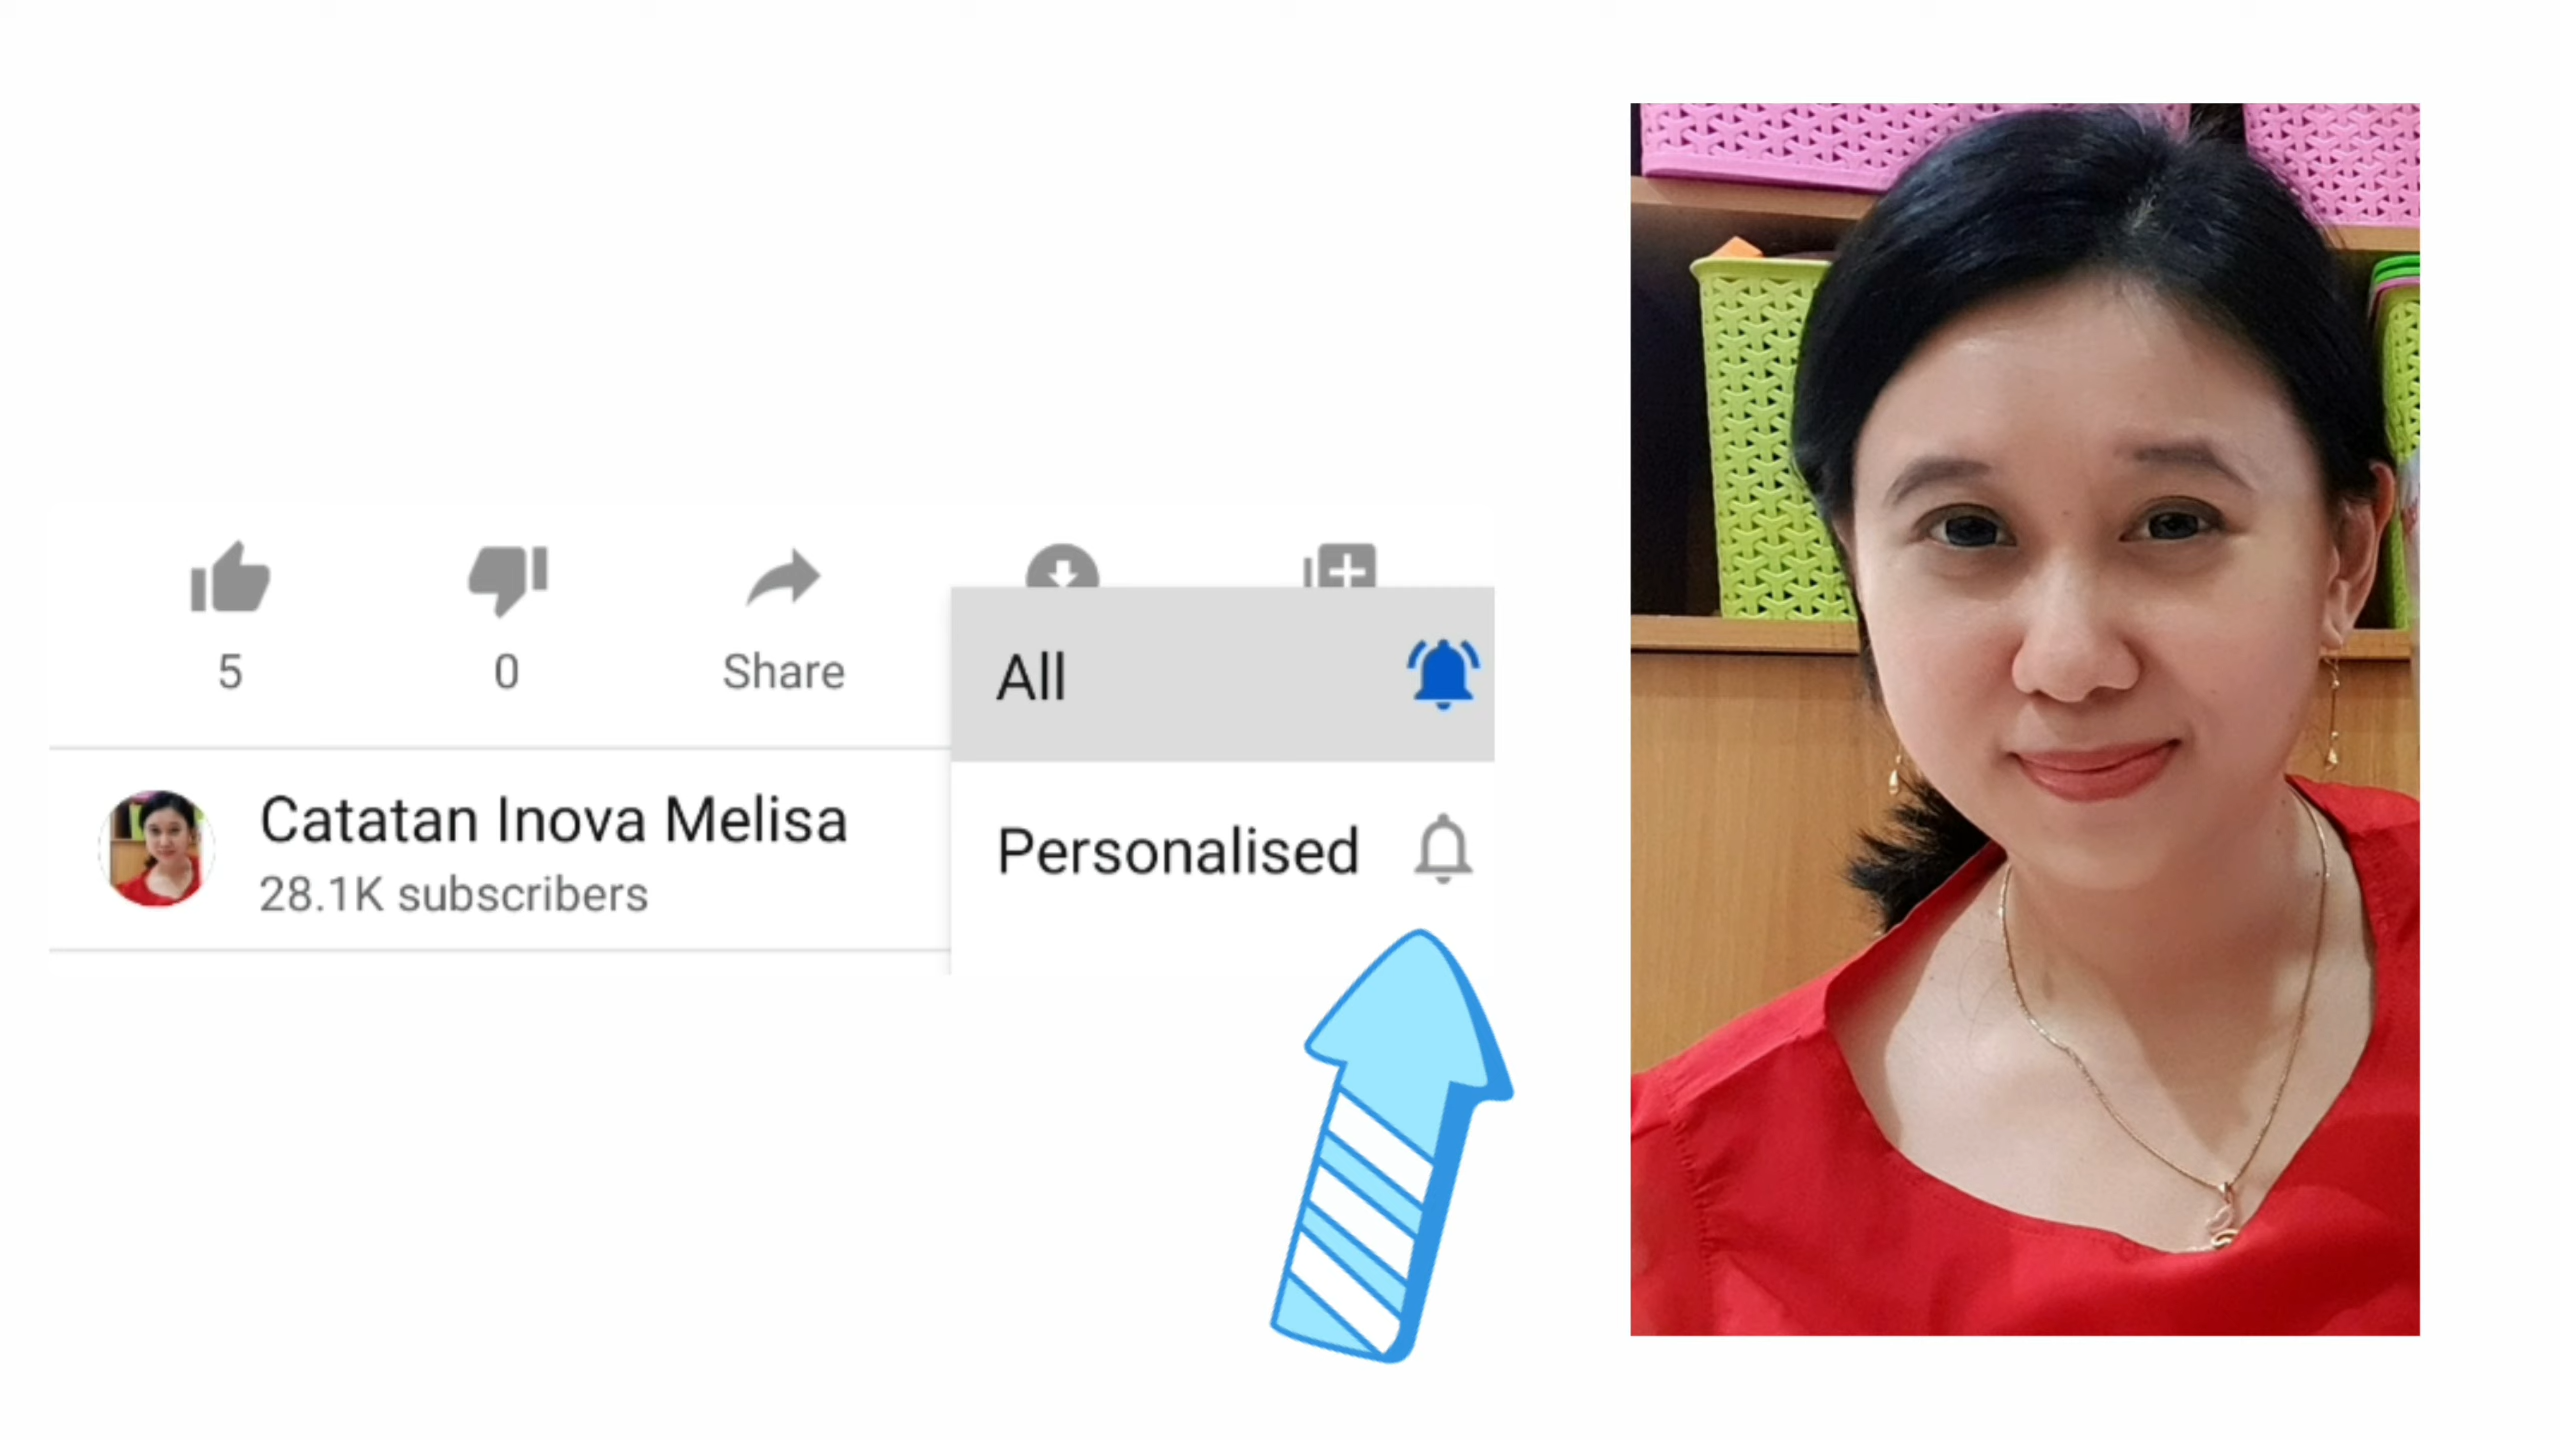 5
0
Share
All
Catatan Inova Melisa
28.1K subscribers
Personalised